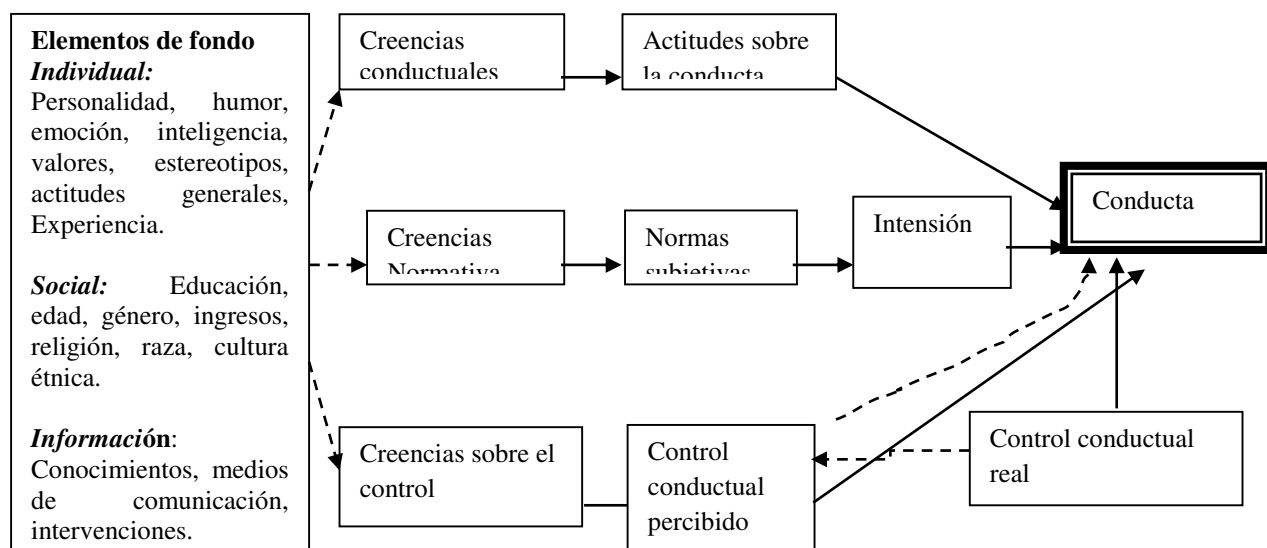 Elementos de fondo
Individual:
Personalidad, humor,
emoción, inteligencia,
valores, estereotipos,
actitudes generales,
Experiencia.
Social: Educación,
edad, género, ingresos,
religión, raza, cultura
étnica.
Información:
Conocimientos, medios
de comunicación,
intervenciones.
Creencias
conductuales
Actitudes sobre
la conducta
Creencias
Normativa
Normas
subjetivas
Intensión
Conducta
Creencias sobre el
control
Control
conductual
percibido
Control conductual
real